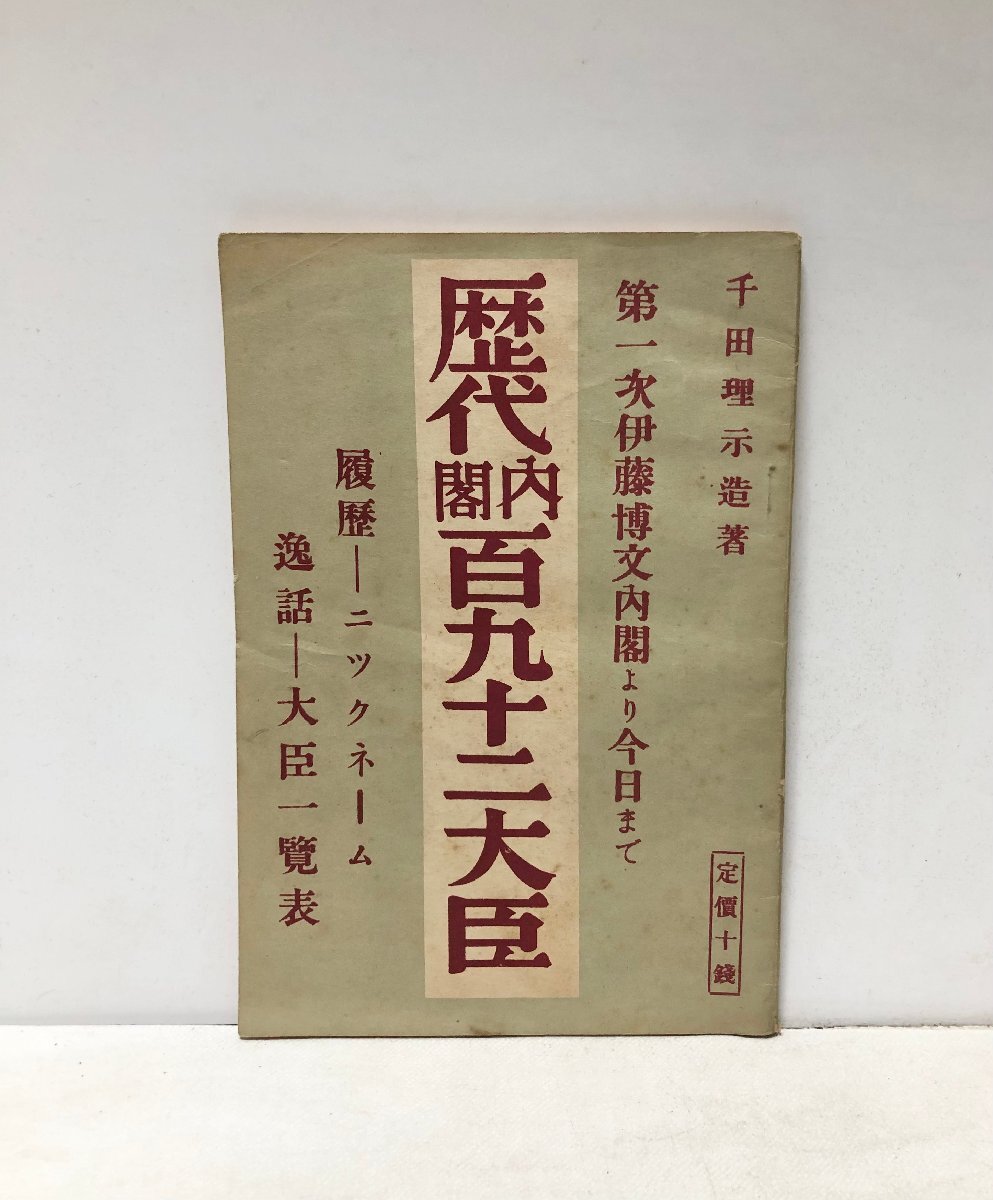 千田理示造著
定價十錢
第一次伊藤博文内閣より今日まで
歴代内閣百九十二大臣
履歴―ニツクネーム
逸話―大臣一覽表